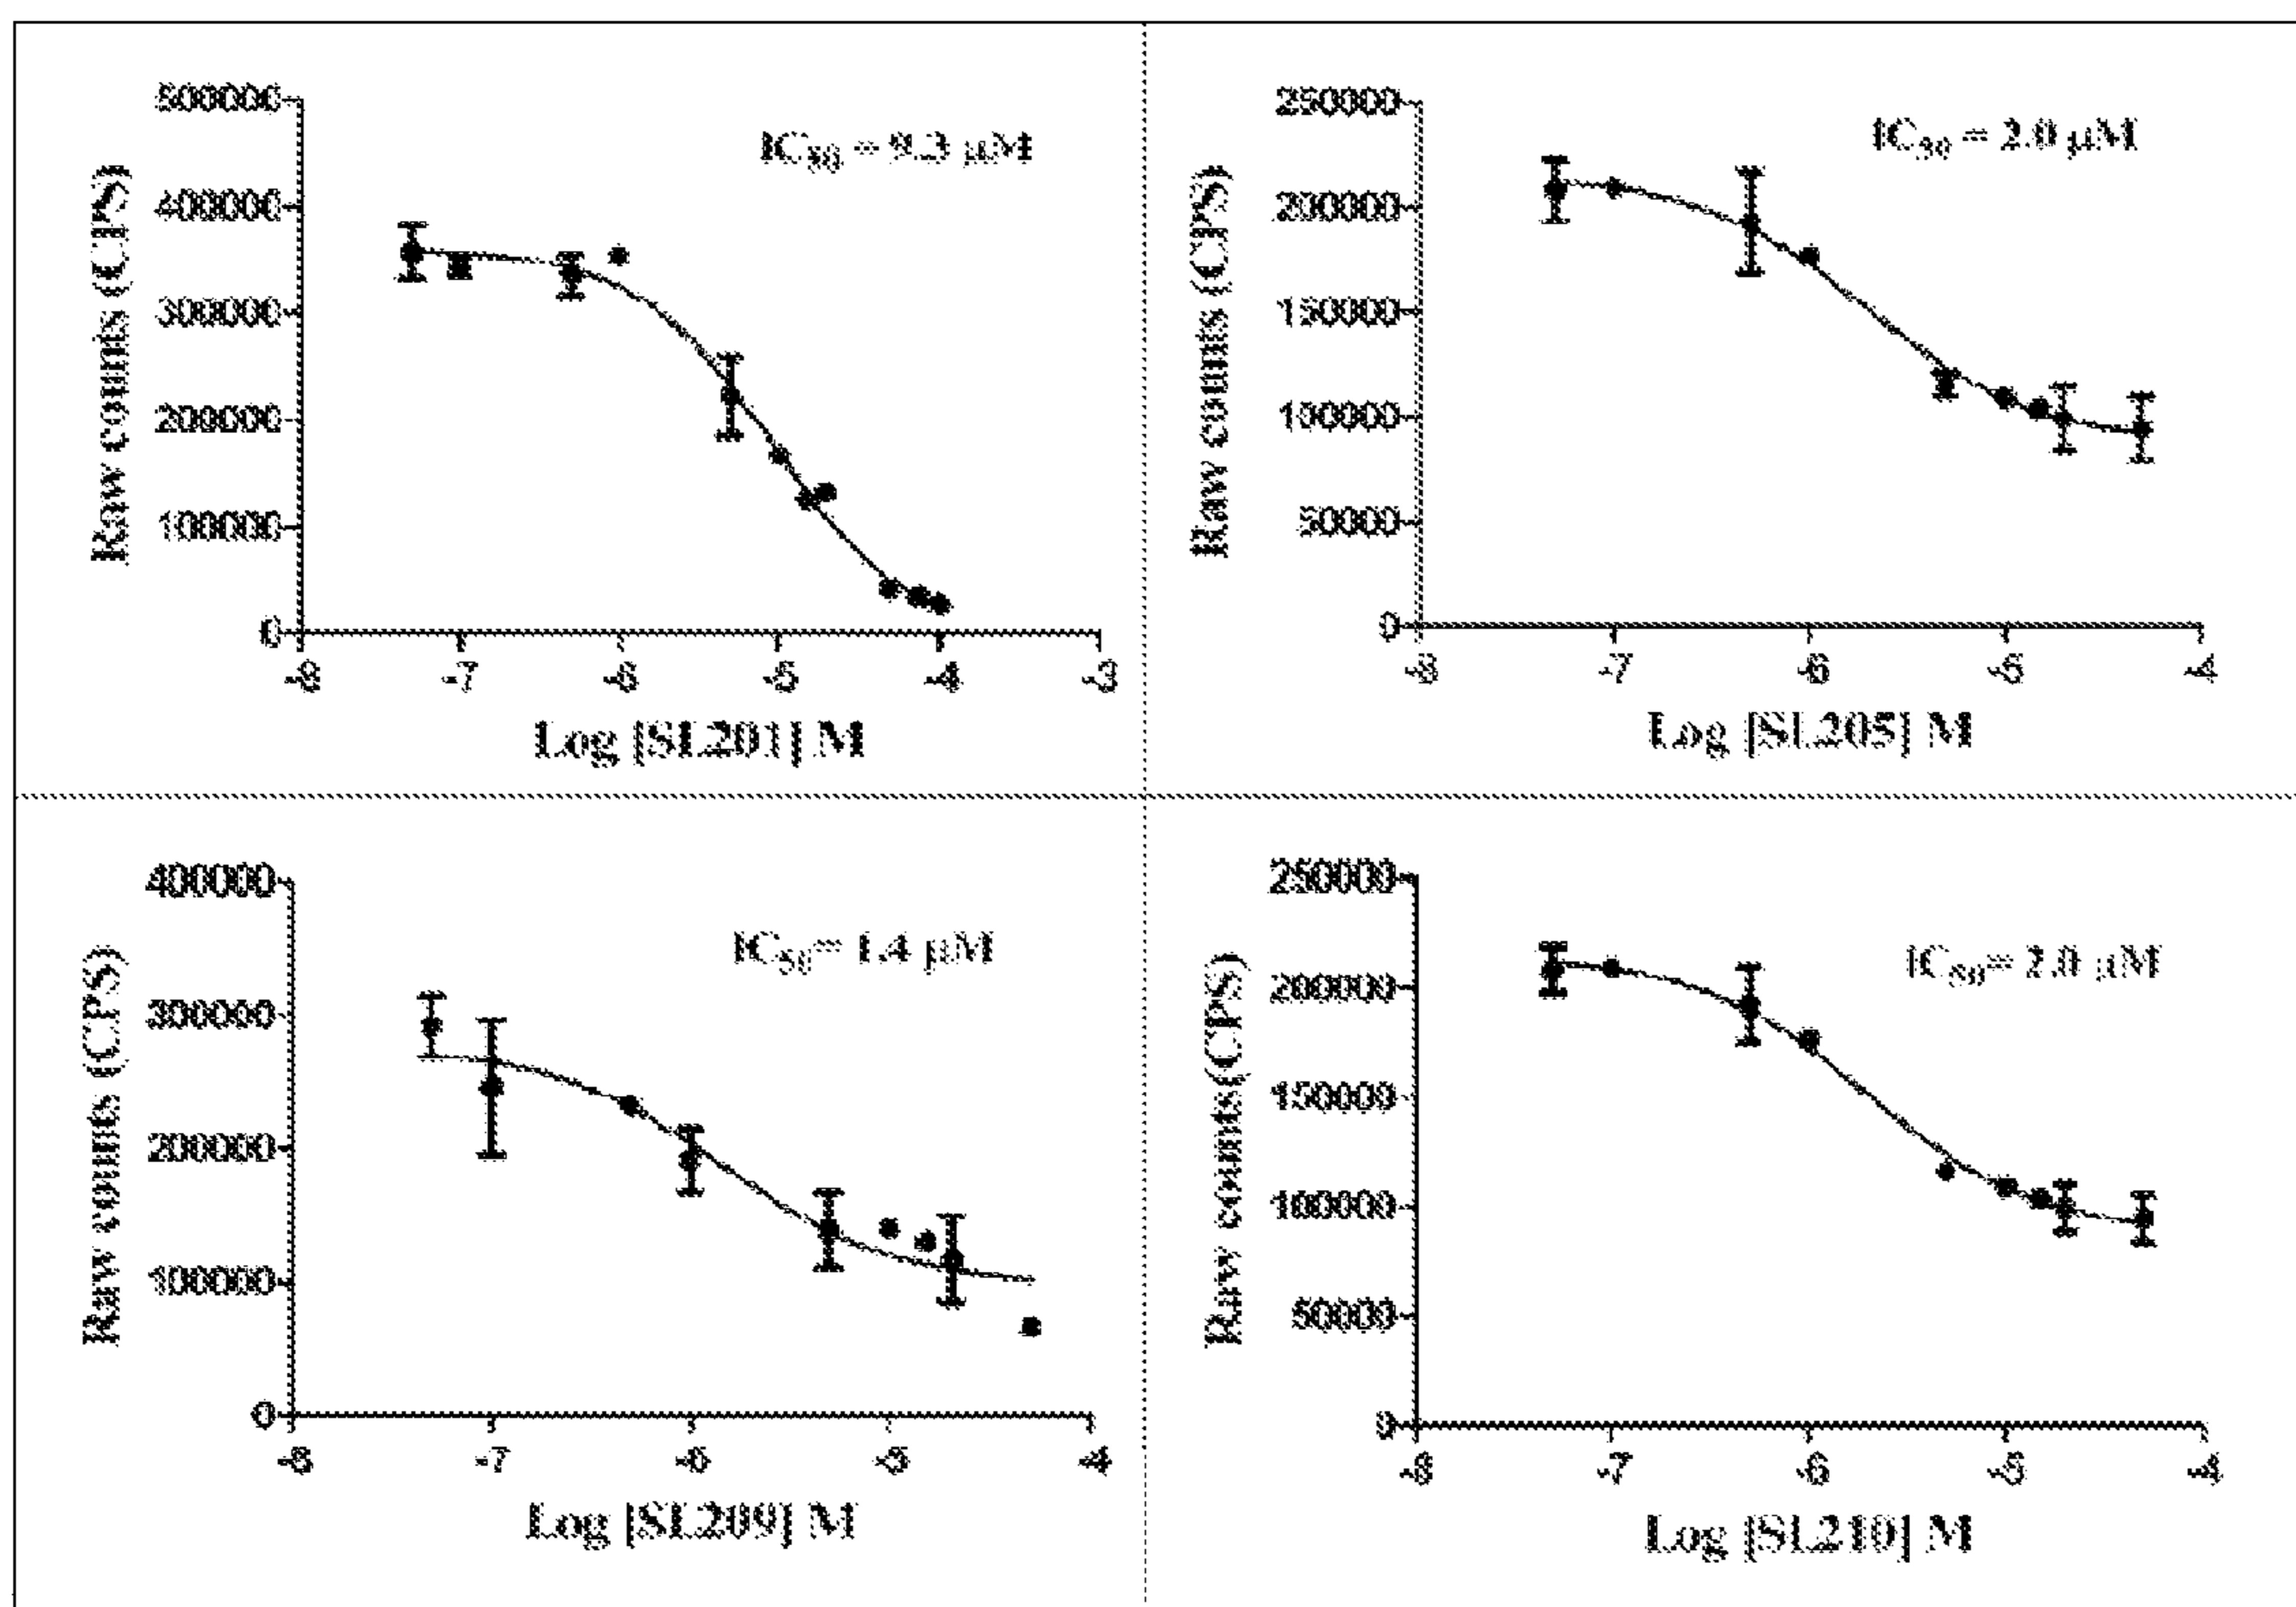 500000
400000
300000
200000
100000
0
Raw counts (CPS)
IC50 = 9.3 µM
-8 -7 -6 -5 -4 -3
Log [SL201] M
250000
200000
150000
100000
50000
0
Raw counts (CPS)
IC50 = 2.0 µM
-8 -7 -6 -5 -4
Log [SL205] M
400000
300000
200000
100000
0
Raw counts (CPS)
IC50= 1.4 µM
-8 -7 -6 -5 -4
Log [SL209] M
250000
200000
150000
100000
50000
0
Raw counts(CPS)
IC50= 2.0 µM
-8 -7 -6 -5 -4
Log [SL210] M